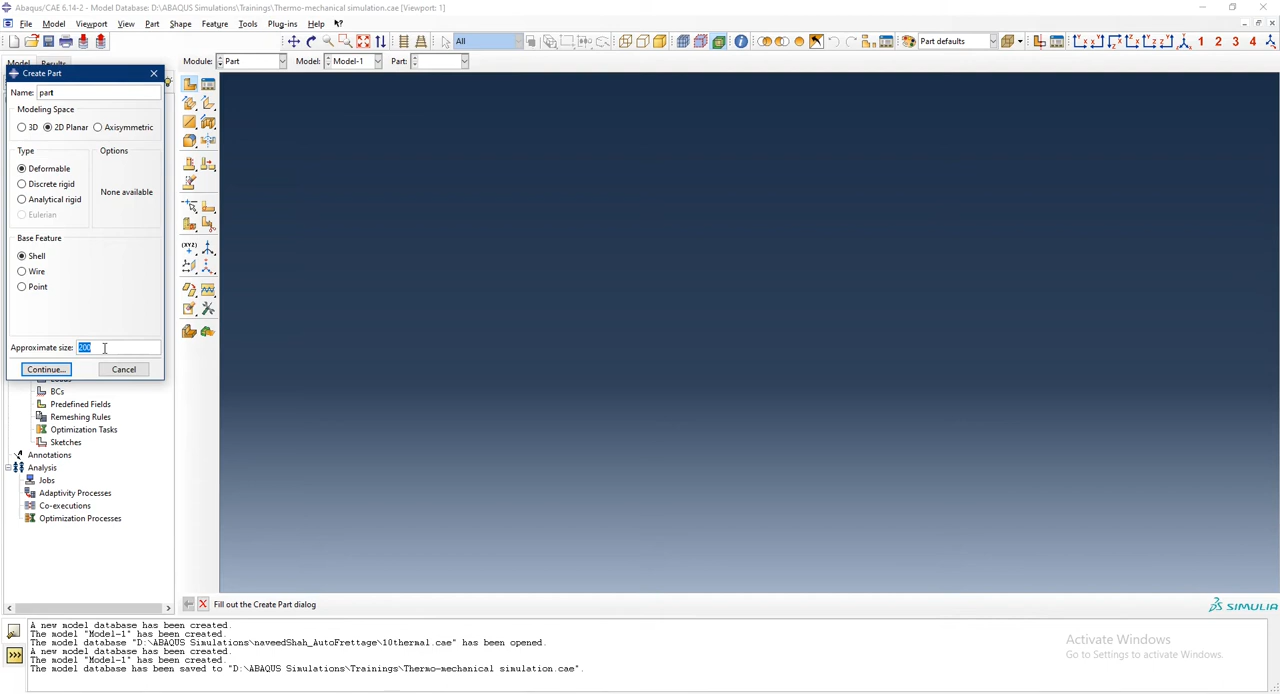 Abaqus/CAE 6.14-2 - Model Database: D:\ABAQUS Simulations\Trainings\Thermo-mechanical simulation.cae [Viewport: 1]
File Model Viewport View Part Shape Feature Tools Plug-ins Help
All
Part defaults
1 2 3 4
Model Results
Module: Part Model: Model-1 Part:
Create Part
Name: part
Modeling Space
3D 2D Planar Axisymmetric
Type Options
Deformable
Discrete rigid None available
Analytical rigid
Eulerian
Base Feature
Shell
Wire
Point
Approximate size: 200
Continue... Cancel
Loads
BCs
Predefined Fields
Remeshing Rules
Optimization Tasks
Sketches
Annotations
Analysis
Jobs
Adaptivity Processes
Co-executions
Optimization Processes
Fill out the Create Part dialog
SIMULIA
A new model database has been created.
The model "Model-1" has been created.
The model database "D:\ABAQUS Simulations\naveedShah_AutoFrettage\10thermal.cae" has been opened.
A new model database has been created.
The model "Model-1" has been created.
The model database has been saved to "D:\ABAQUS Simulations\Trainings\Thermo-mechanical simulation.cae".
Activate Windows
Go to Settings to activate Windows.